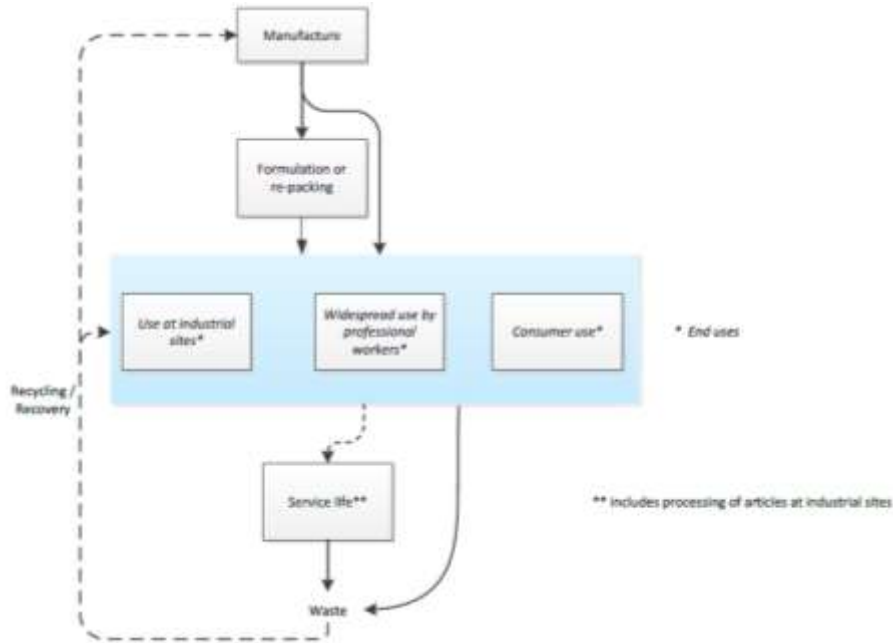 Manufacture
Formulation or
re-packing
Use at industrial
sites*
Widespread use by
professional
workers*
Consumer use*
* End uses
Recycling /
Recovery
Service life**
** Includes processing of articles at industrial sites
Waste